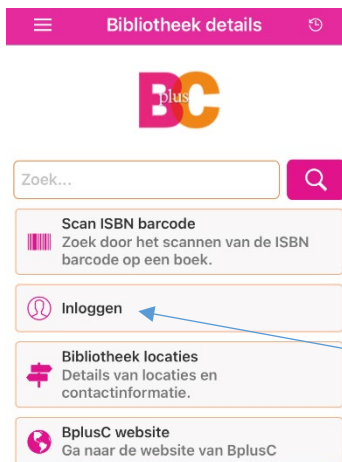 Bibliotheek details
B plus C
Zoek...
Scan ISBN barcode
Zoek door het scannen van de ISBN
barcode op een boek.
Inloggen
Bibliotheek locaties
Details van locaties en
contactinformatie.
BplusC website
Ga naar de website van BplusC